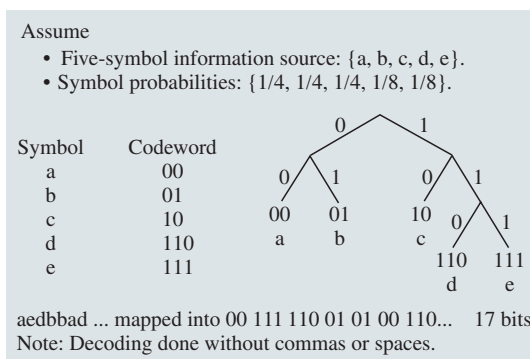 Assume
• Five-symbol information source: {a, b, c, d, e}.
• Symbol probabilities: {1/4, 1/4, 1/4, 1/8, 1/8}.
Symbol Codeword
a 00
b 01
c 10
d 110
e 111
0 1
0 1 0 1
00 01 10 0 1
a b c
110 111
d e
aedbbad ... mapped into 00 111 110 01 01 00 110... 17 bits
Note: Decoding done without commas or spaces.